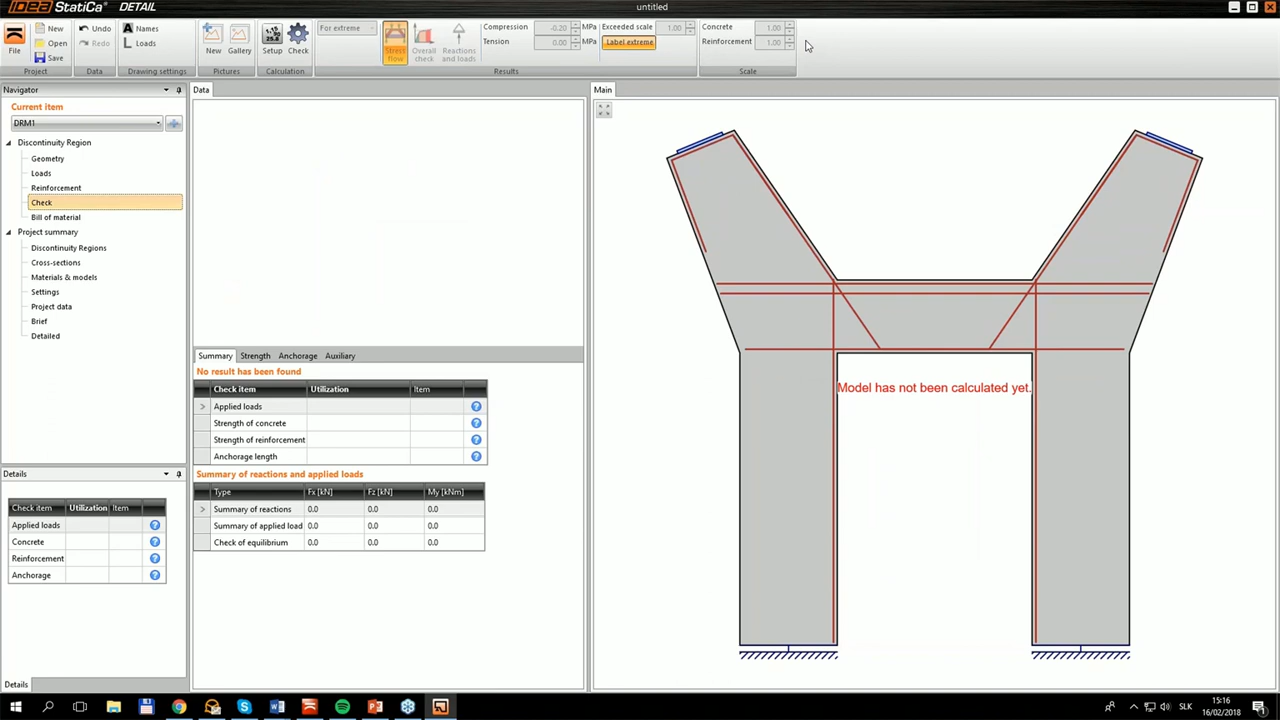 IDEA StatiCa® DETAIL
untitled
File
New
Open
Save
Project
Undo
Redo
Data
Names
Loads
Drawing settings
New
Gallery
Pictures
Setup
Check
Calculation
For extreme
Stress flow
Overall check
Reactions and loads
Compression -0.20 MPa
Tension 0.00 MPa
Exceeded scale 1.00
Label extreme
Results
Concrete 1.00
Reinforcement 1.00
Scale
Navigator
Current item
DRM1
Discontinuity Region
Geometry
Loads
Reinforcement
Check
Bill of material
Project summary
Discontinuity Regions
Cross-sections
Materials & models
Settings
Project data
Brief
Detailed
Details
Check item Utilization Item
Applied loads
Concrete
Reinforcement
Anchorage
Details
Data
Summary Strength Anchorage Auxiliary
No result has been found
Check item Utilization Item
Applied loads
Strength of concrete
Strength of reinforcement
Anchorage length
Summary of reactions and applied loads
Type Fx [kN] Fz [kN] My [kNm]
Summary of reactions 0.0 0.0 0.0
Summary of applied load 0.0 0.0 0.0
Check of equilibrium 0.0 0.0 0.0
Main
Model has not been calculated yet.
SLK
15:16
16/02/2018